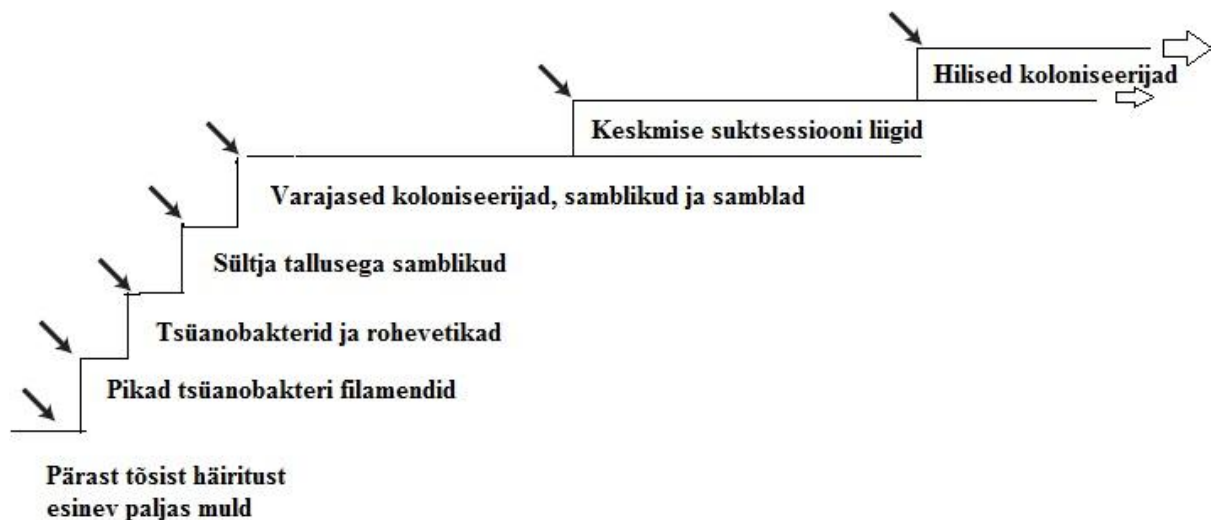 Hilised koloniseerijad
Keskmise suktsessiooni liigid
Varajased koloniseerijad, samblikud ja samblad
Sültja tallusega samblikud
Tsüanobakterid ja rohevetikad
Pikad tsüanobakteri filamendid
Pärast tõsist häiritust
esinev paljas muld